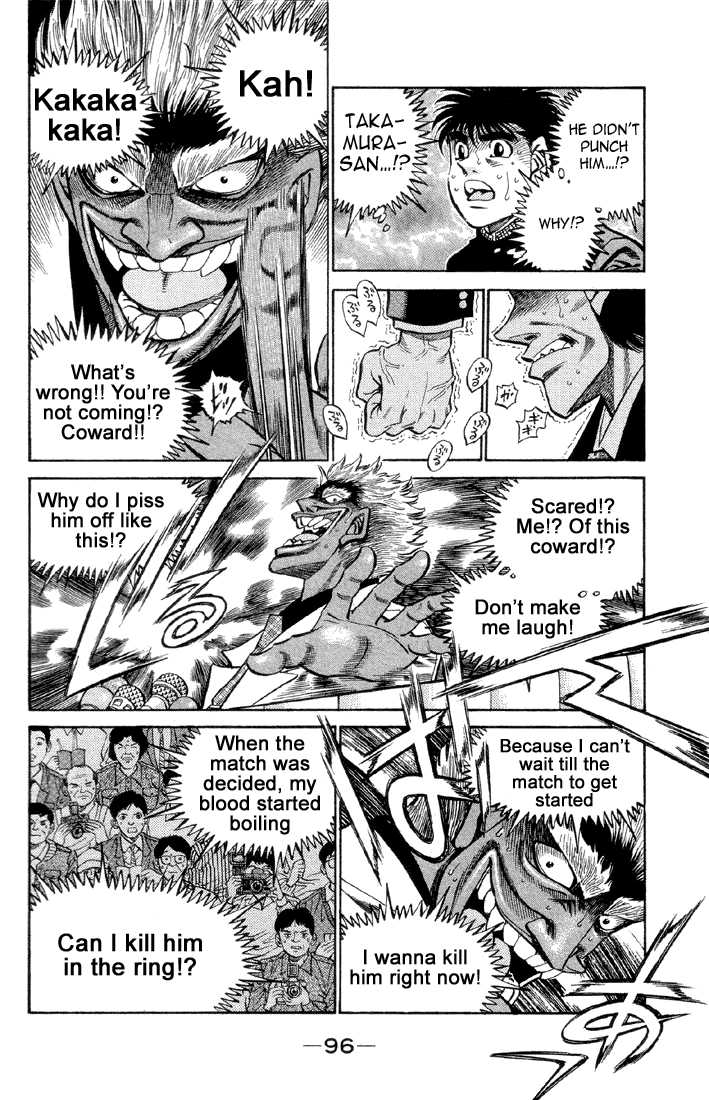 HE DIDN'T
PUNCH
HIM...!?
WHY!?
TAKA-
MURA-
SAN...!?
Kah!
Kakaka
kaka!
What's
wrong!! You're
not coming!?
Coward!!
Scared!?
Me!? Of this
coward!?
Don't make
me laugh!
Why do I piss
him off like
this!?
Because I can't
wait till the
match to get
started
I wanna kill
him right now!
When the
match was
decided, my
blood started
boiling
Can I kill him
in the ring!?
—96—